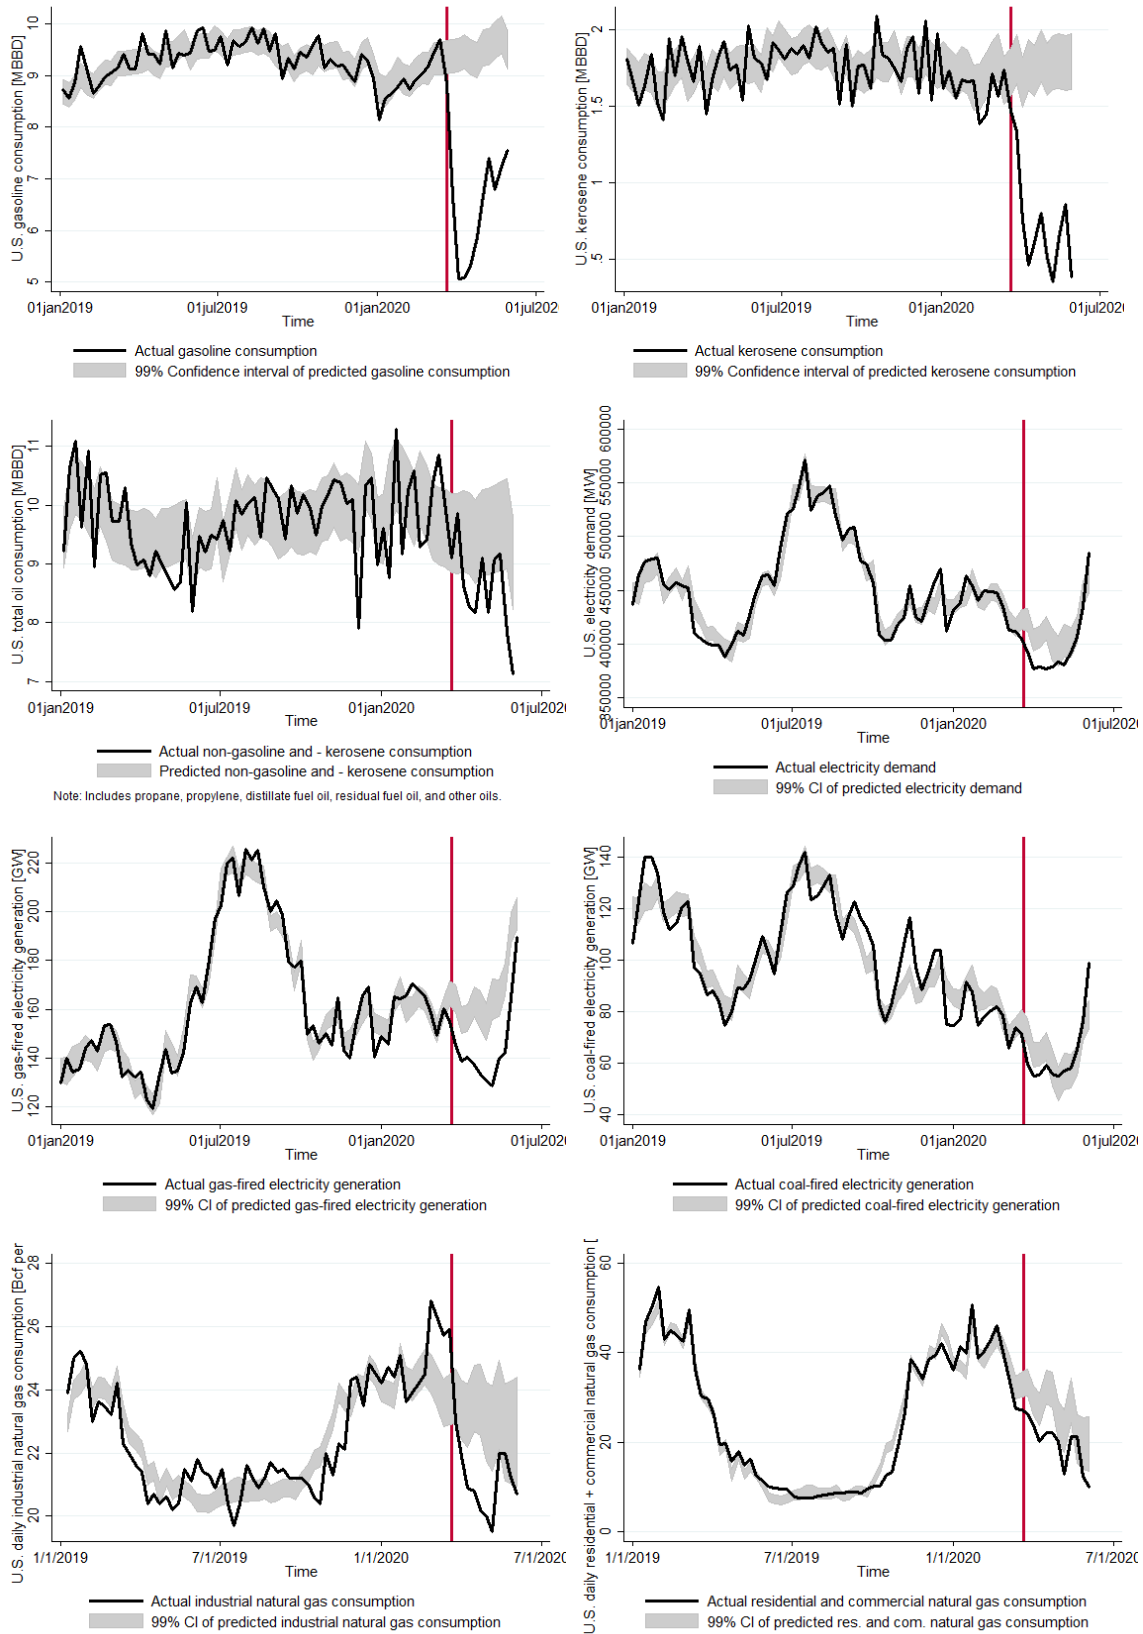 U.S. gasoline consumption [MBBD]
10
9
8
7
6
5
01jan2019
01jul2019
01jan2020
01jul2020
Time
Actual gasoline consumption
99% Confidence interval of predicted gasoline consumption
U.S. kerosene consumption [MBBD]
2
1.5
1
.5
01jan2019
01jul2019
01jan2020
01jul2020
Time
Actual kerosene consumption
99% Confidence interval of predicted kerosene consumption
U.S. total oil consumption [MBBD]
11
10
9
8
7
01jan2019
01jul2019
01jan2020
01jul2020
Time
Actual non-gasoline and - kerosene consumption
Predicted non-gasoline and - kerosene consumption
Note: Includes propane, propylene, distillate fuel oil, residual fuel oil, and other oils.
U.S. electricity demand [MW]
600000
550000
500000
450000
400000
350000
01jan2019
01jul2019
01jan2020
01jul2020
Time
Actual electricity demand
99% CI of predicted electricity demand
U.S. gas-fired electricity generation [GW]
220
200
180
160
140
120
01jan2019
01jul2019
01jan2020
01jul2020
Time
Actual gas-fired electricity generation
99% CI of predicted gas-fired electricity generation
U.S. coal-fired electricity generation [GW]
140
120
100
80
60
40
01jan2019
01jul2019
01jan2020
01jul2020
Time
Actual coal-fired electricity generation
99% CI of predicted coal-fired electricity generation
U.S. daily industrial natural gas consumption [Bcf per
28
26
24
22
20
1/1/2019
7/1/2019
1/1/2020
7/1/2020
Time
Actual industrial natural gas consumption
99% CI of predicted industrial natural gas consumption
U.S. daily residential + commercial natural gas consumption [
60
40
20
0
1/1/2019
7/1/2019
1/1/2020
7/1/2020
Time
Actual residential and commercial natural gas consumption
99% CI of predicted res. and com. natural gas consumption